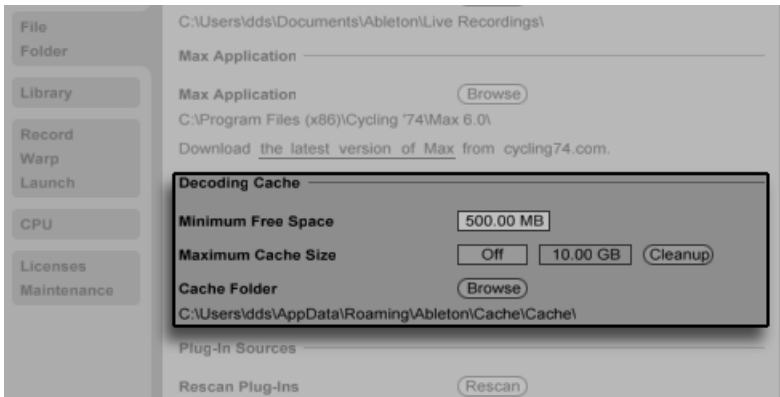 File
Folder
Library
Record
Warp
Launch
CPU
Licenses
Maintenance
C:\Users\dds\Documents\Ableton\Live Recordings\
Max Application
Max Application Browse
C:\Program Files (x86)\Cycling '74\Max 6.0\
Download the latest version of Max from cycling74.com.
Decoding Cache
Minimum Free Space 500.00 MB
Maximum Cache Size Off 10.00 GB Cleanup
Cache Folder Browse
C:\Users\dds\AppData\Roaming\Ableton\Cache\Cache\
Plug-In Sources
Rescan Plug-Ins Rescan